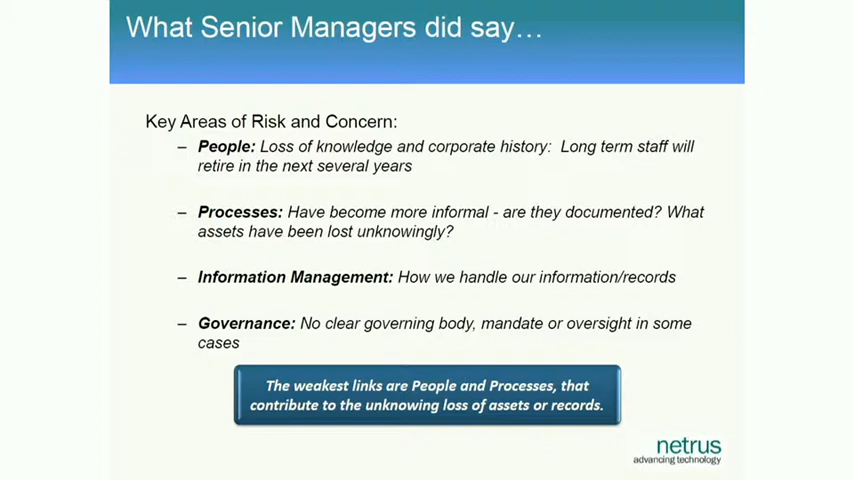 What Senior Managers did say…
Key Areas of Risk and Concern:
– People: Loss of knowledge and corporate history: Long term staff will
retire in the next several years
– Processes: Have become more informal - are they documented? What
assets have been lost unknowingly?
– Information Management: How we handle our information/records
– Governance: No clear governing body, mandate or oversight in some
cases
The weakest links are People and Processes, that
contribute to the unknowing loss of assets or records.
netrus
advancing technology